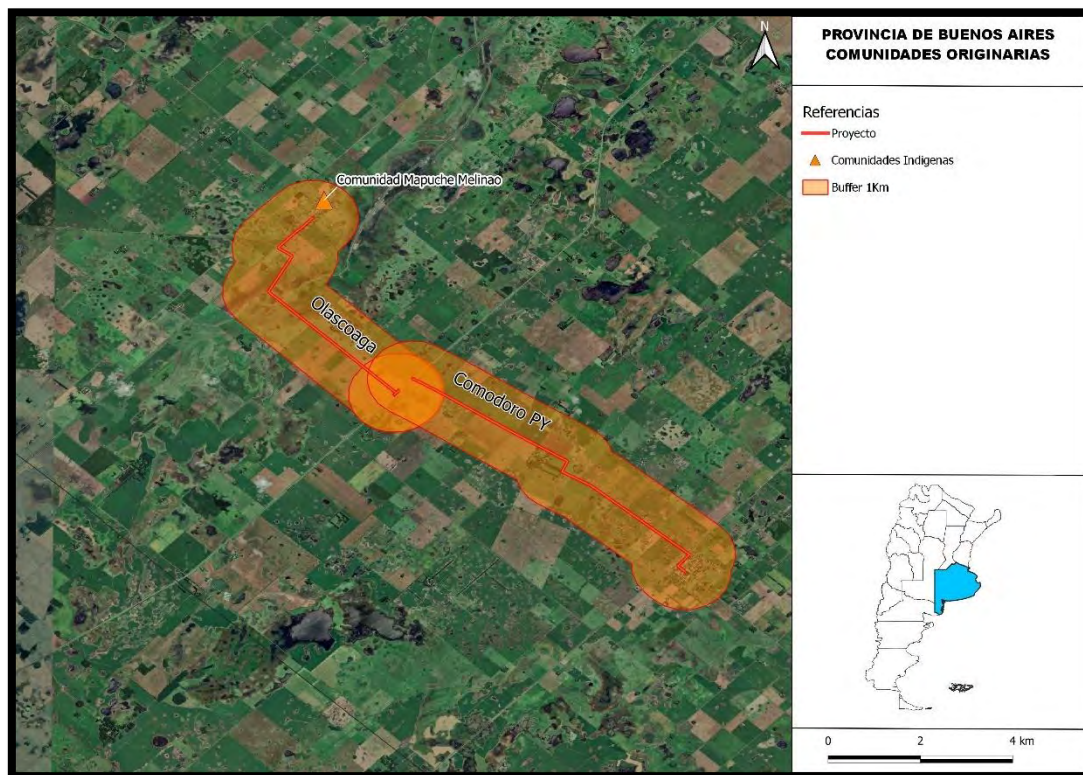 PROVINCIA DE BUENOS AIRES
COMUNIDADES ORIGINARIAS
N
Referencias
Proyecto
Comunidades Indigenas
Buffer 1Km
Comunidad Mapuche Melinao
Olascoaga
Comodoro PY
0 2 4 km